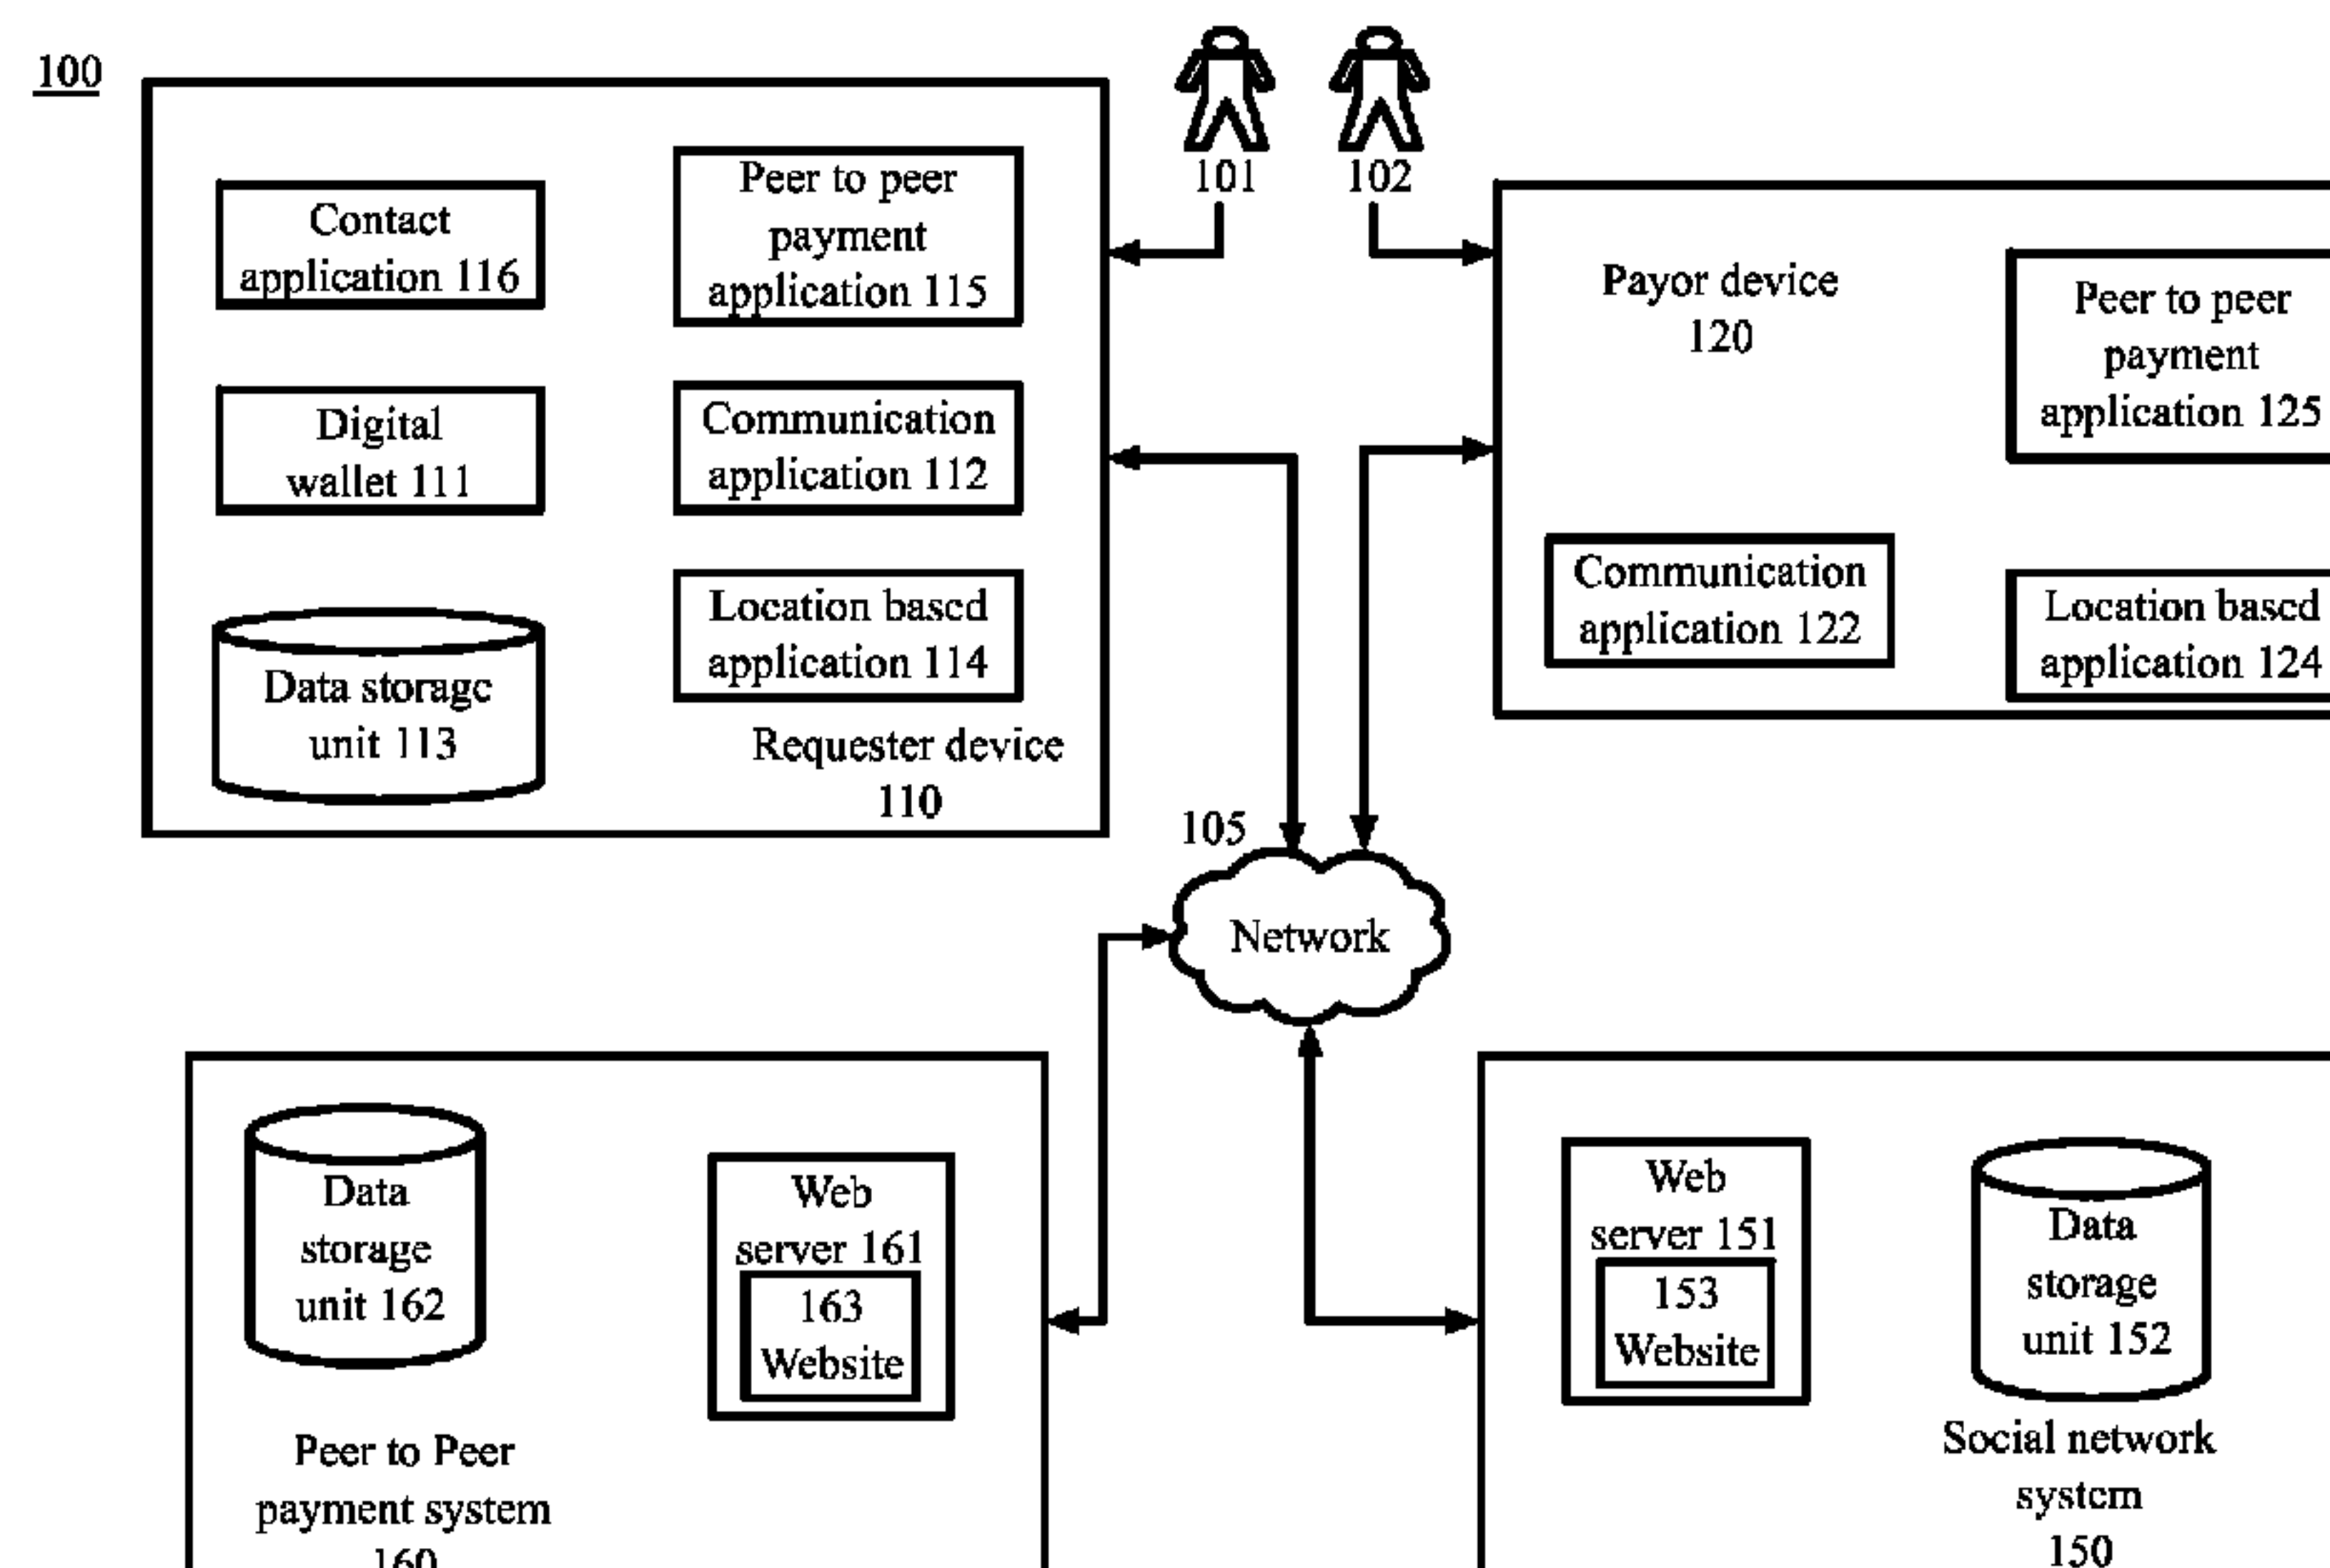 100
101
102
Contact
application 116
Peer to peer
payment
application 115
Digital
wallet 111
Communication
application 112
Data storage
unit 113
Location based
application 114
Requester device
110
Payor device
120
Peer to peer
payment
application 125
Communication
application 122
Location based
application 124
105
Network
Data
storage
unit 162
Web
server 161
163
Website
Peer to Peer
payment system
160
Web
server 151
153
Website
Data
storage
unit 152
Social network
system
150